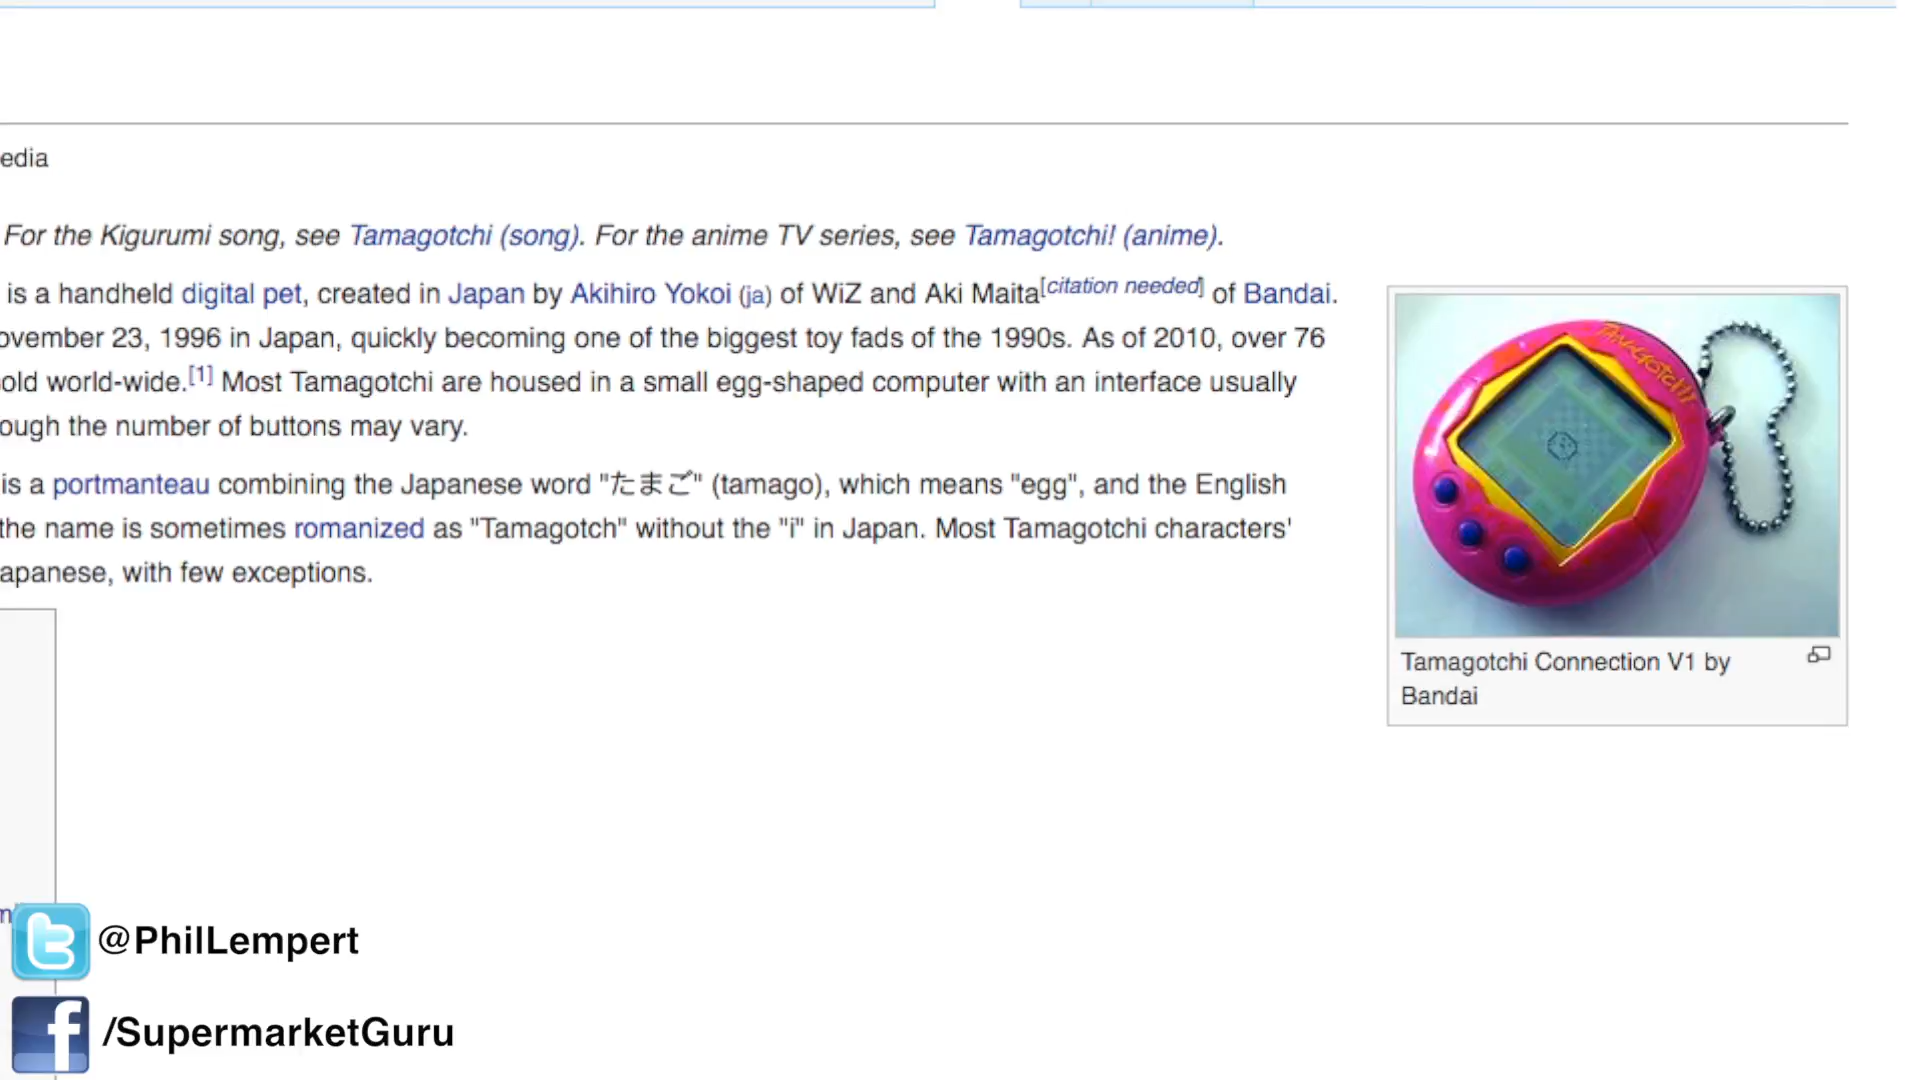 edia
For the Kigurumi song, see Tamagotchi (song). For the anime TV series, see Tamagotchi! (anime).
is a handheld digital pet, created in Japan by Akihiro Yokoi (ja) of WiZ and Aki Maita[citation needed] of Bandai.
ovember 23, 1996 in Japan, quickly becoming one of the biggest toy fads of the 1990s. As of 2010, over 76
old world-wide.[1] Most Tamagotchi are housed in a small egg-shaped computer with an interface usually
ough the number of buttons may vary.
is a portmanteau combining the Japanese word "たまご" (tamago), which means "egg", and the English
the name is sometimes romanized as "Tamagotch" without the "i" in Japan. Most Tamagotchi characters'
apanese, with few exceptions.
Tamagotchi
Tamagotchi Connection V1 by
Bandai
@PhilLempert
/SupermarketGuru